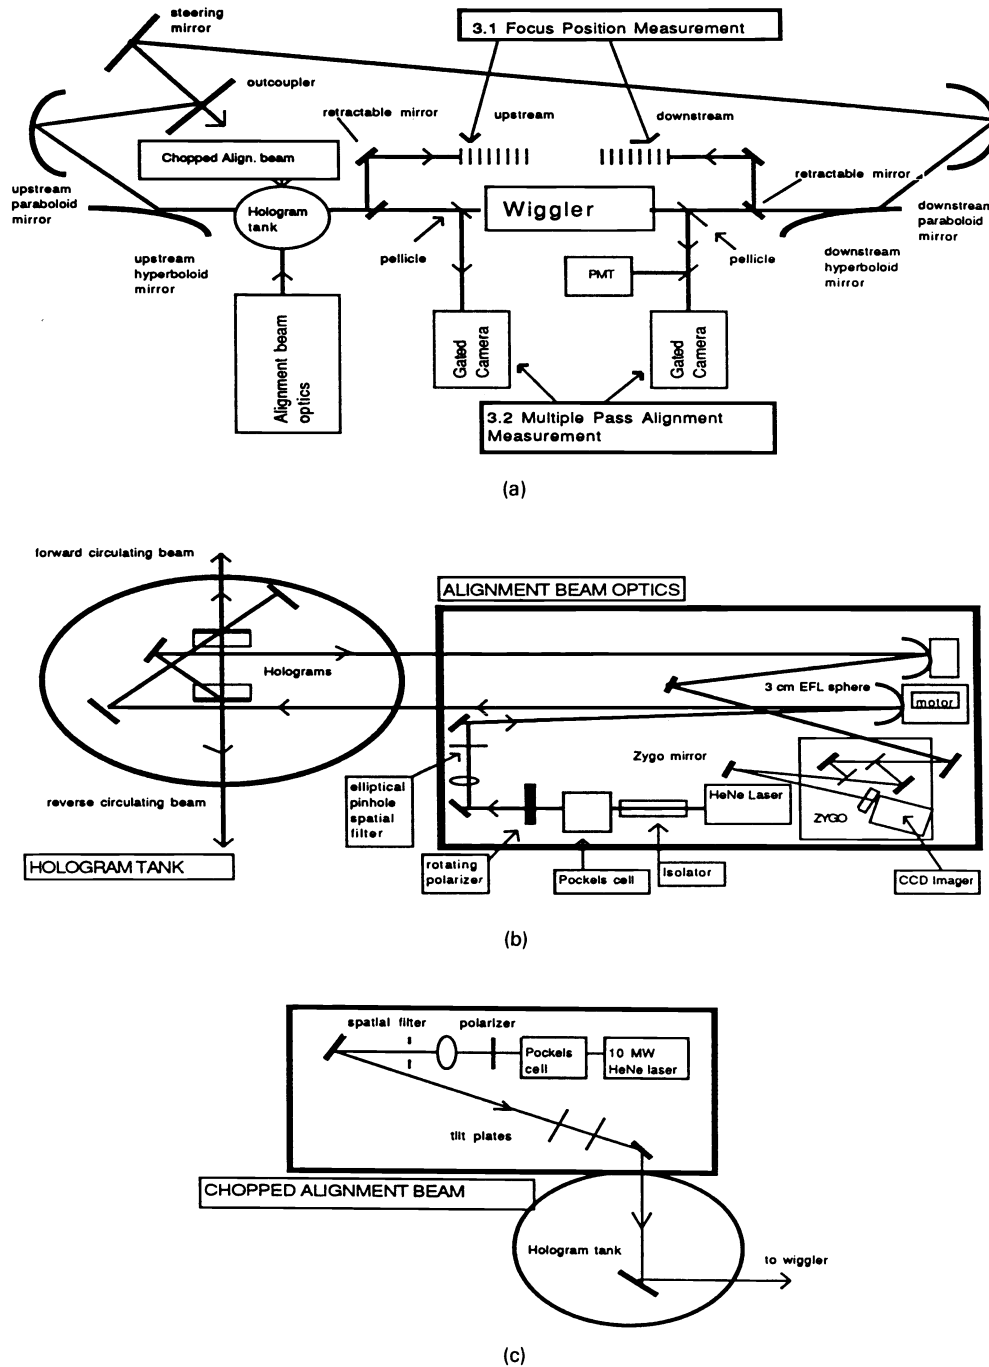 steering
mirror
3.1 Focus Position Measurement
outcoupler
retractable mirror
upstream
downstream
Chopped Align. beam
retractable mirror
upstream
paraboloid
mirror
Hologram
tank
Wiggler
downstream
paraboloid
mirror
upstream
hyperboloid
mirror
pellicle
PMT
pellicle
downstream
hyperboloid
mirror
Alignment beam
optics
Gated
Camera
Gated
Camera
3.2 Multiple Pass Alignment
Measurement
(a)
forward circulating beam
ALIGNMENT BEAM OPTICS
Holograms
3 cm EFL sphere
motor
Zygo mirror
elliptical
pinhole
spatial
filter
HeNe Laser
ZYGO
reverse circulating beam
HOLOGRAM TANK
rotating
polarizer
Pockels cell
Isolator
CCD Imager
(b)
spatial filter
polarizer
Pockels
cell
10 MW
HeNe laser
tilt plates
CHOPPED ALIGNMENT BEAM
Hologram tank
to wiggler
(c)